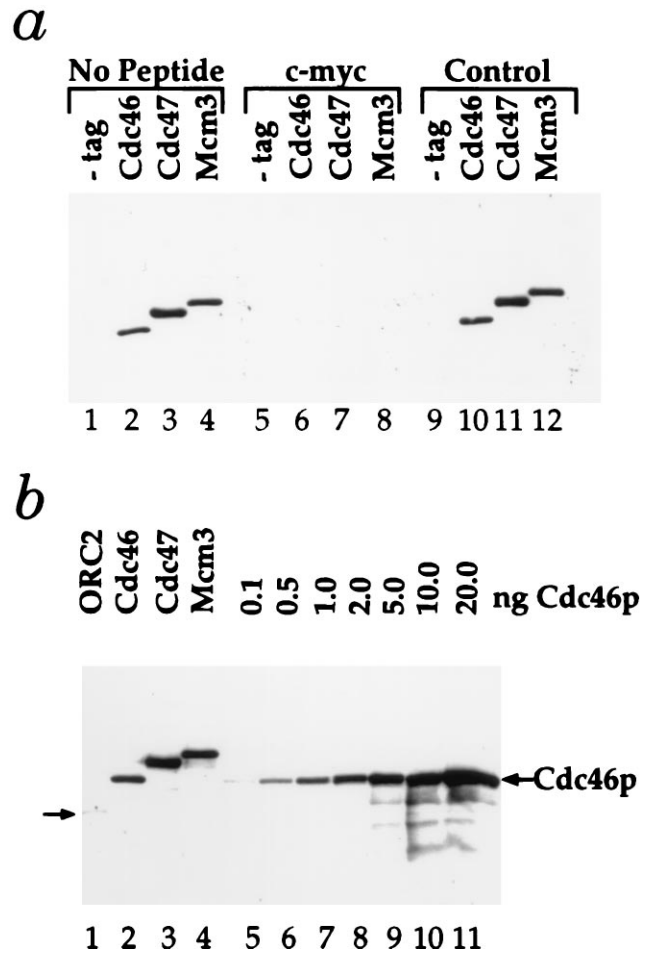 a
No Peptide c-myc Control
- tag Cdc46 Cdc47 Mcm3 - tag Cdc46 Cdc47 Mcm3 - tag Cdc46 Cdc47 Mcm3
1 2 3 4 5 6 7 8 9 10 11 12
b
ORC2 Cdc46 Cdc47 Mcm3 0.1 0.5 1.0 2.0 5.0 10.0 20.0 ng Cdc46p
Cdc46p
1 2 3 4 5 6 7 8 9 10 11